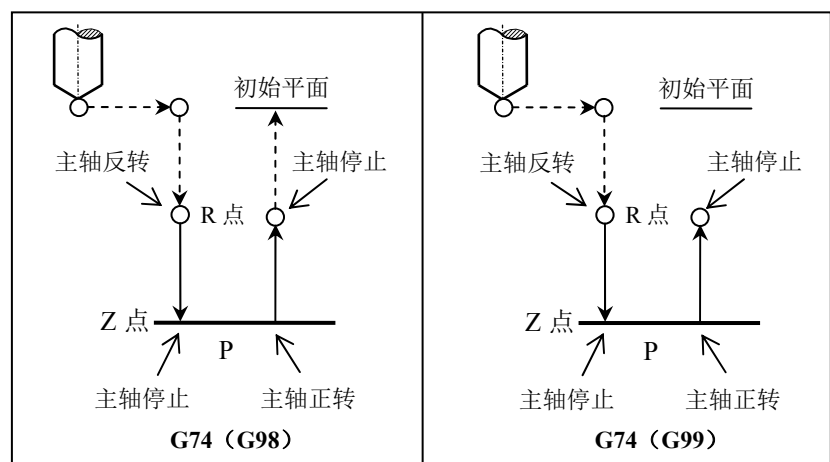 初始平面
主轴反转
主轴停止
R 点
Z 点
P
主轴停止
主轴正转
G74（G98）
初始平面
主轴反转
主轴停止
R 点
Z 点
P
主轴停止
主轴正转
G74（G99）